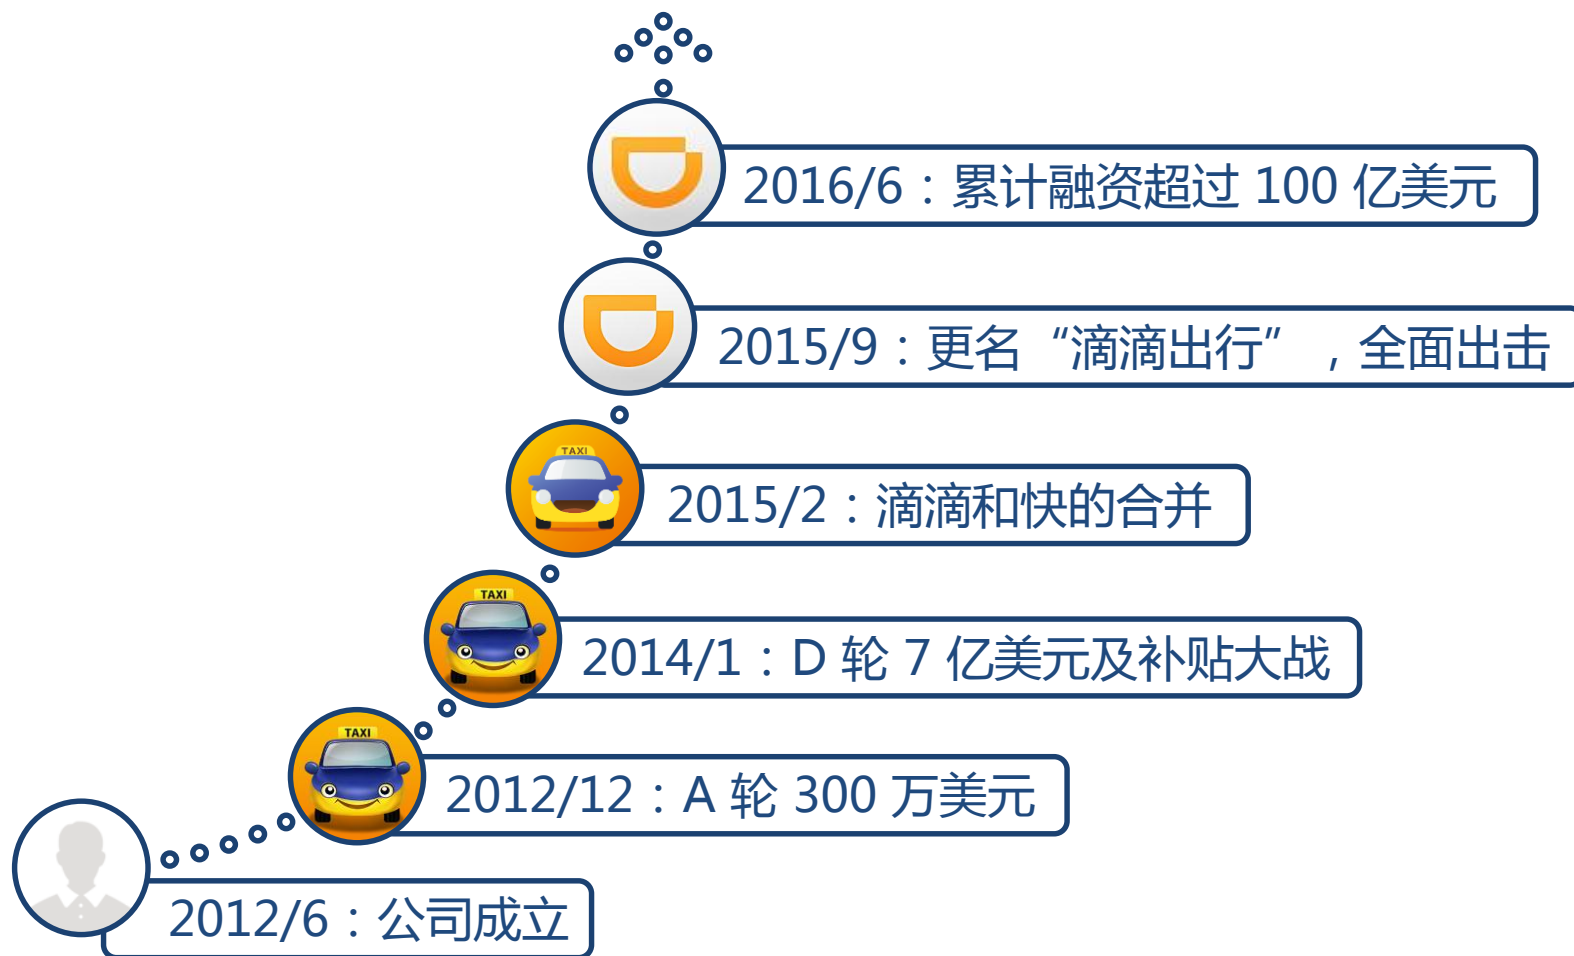 2016/6：累计融资超过 100 亿美元
2015/9：更名“滴滴出行”，全面出击
TAXI
2015/2：滴滴和快的合并
TAXI
2014/1：D 轮 7 亿美元及补贴大战
TAXI
2012/12：A 轮 300 万美元
2012/6：公司成立